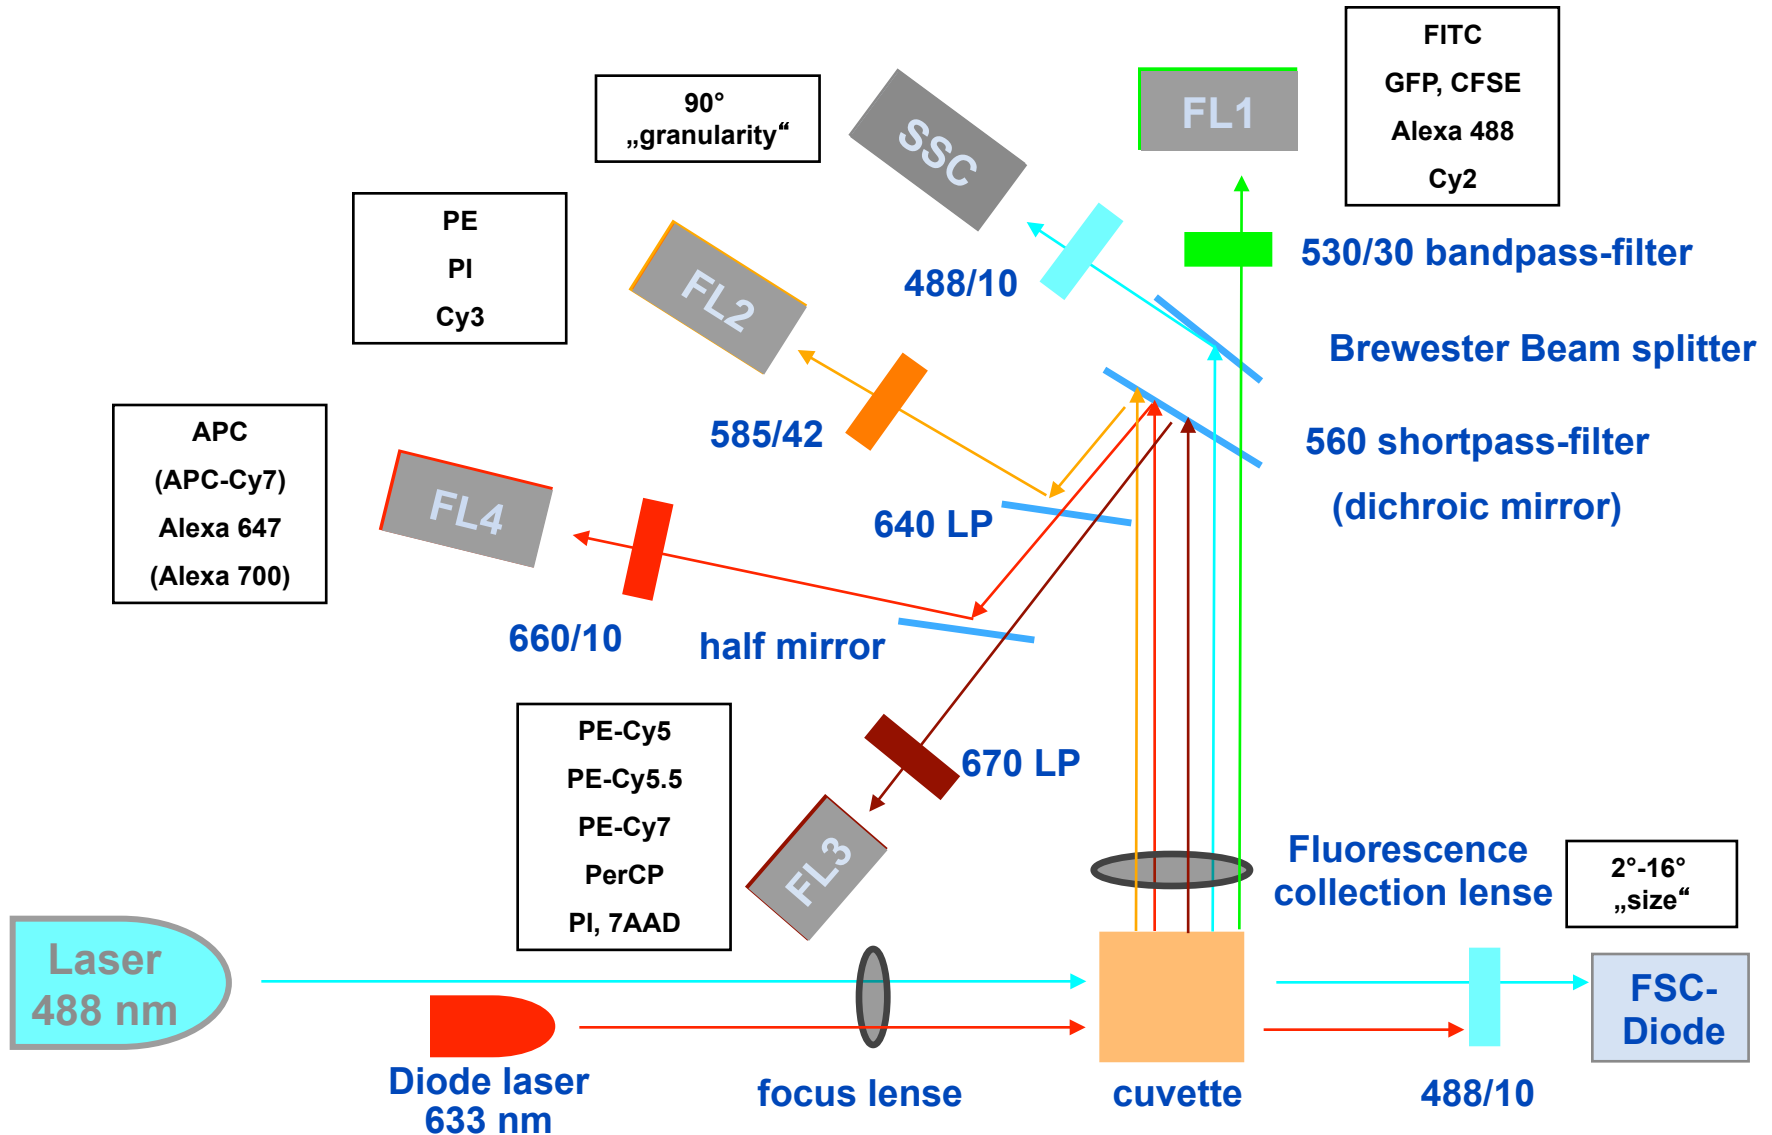 FITC
GFP, CFSE
Alexa 488
Cy2
90°
„granularity“
SSC
FL1
PE
PI
Cy3
FL2
488/10
530/30 bandpass-filter
Brewester Beam splitter
585/42
560 shortpass-filter
(dichroic mirror)
APC
(APC-Cy7)
Alexa 647
(Alexa 700)
FL4
640 LP
660/10
half mirror
PE-Cy5
PE-Cy5.5
PE-Cy7
PerCP
PI, 7AAD
670 LP
FL3
Fluorescence
collection lense
2°-16°
„size“
Laser
488 nm
Diode laser
633 nm
focus lense
cuvette
488/10
FSC-
Diode